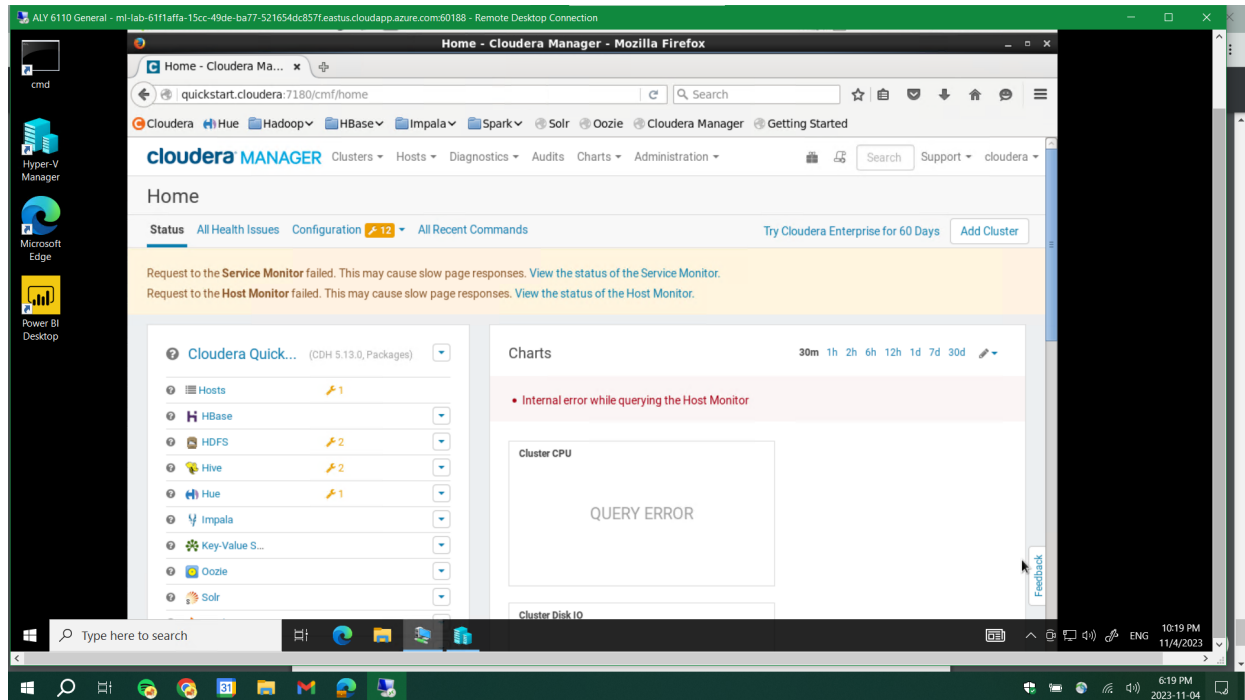 ALY 6110 General - ml-lab-61f1affa-15cc-49de-ba77-521654dc857f.eastus.cloudapp.azure.com:60188 - Remote Desktop Connection
Home - Cloudera Manager - Mozilla Firefox
Home - Cloudera Ma...
quickstart.cloudera:7180/cmf/home
Search
Cloudera Hue Hadoop HBase Impala Spark Solr Oozie Cloudera Manager Getting Started
cloudera MANAGER Clusters Hosts Diagnostics Audits Charts Administration Search Support cloudera
Home
Status All Health Issues Configuration 12 All Recent Commands Try Cloudera Enterprise for 60 Days Add Cluster
Request to the Service Monitor failed. This may cause slow page responses. View the status of the Service Monitor.
Request to the Host Monitor failed. This may cause slow page responses. View the status of the Host Monitor.
Cloudera Quick... (CDH 5.13.0, Packages)
Hosts 1
HBase
HDFS 2
Hive 2
Hue 1
Impala
Key-Value S...
Oozie
Solr
Charts 30m 1h 2h 6h 12h 1d 7d 30d
Internal error while querying the Host Monitor
Cluster CPU
QUERY ERROR
Cluster Disk IO
Feedback
cmd
Hyper-V
Manager
Microsoft
Edge
Power BI
Desktop
Type here to search
ENG
10:19 PM
11/4/2023
31
6:19 PM
2023-11-04